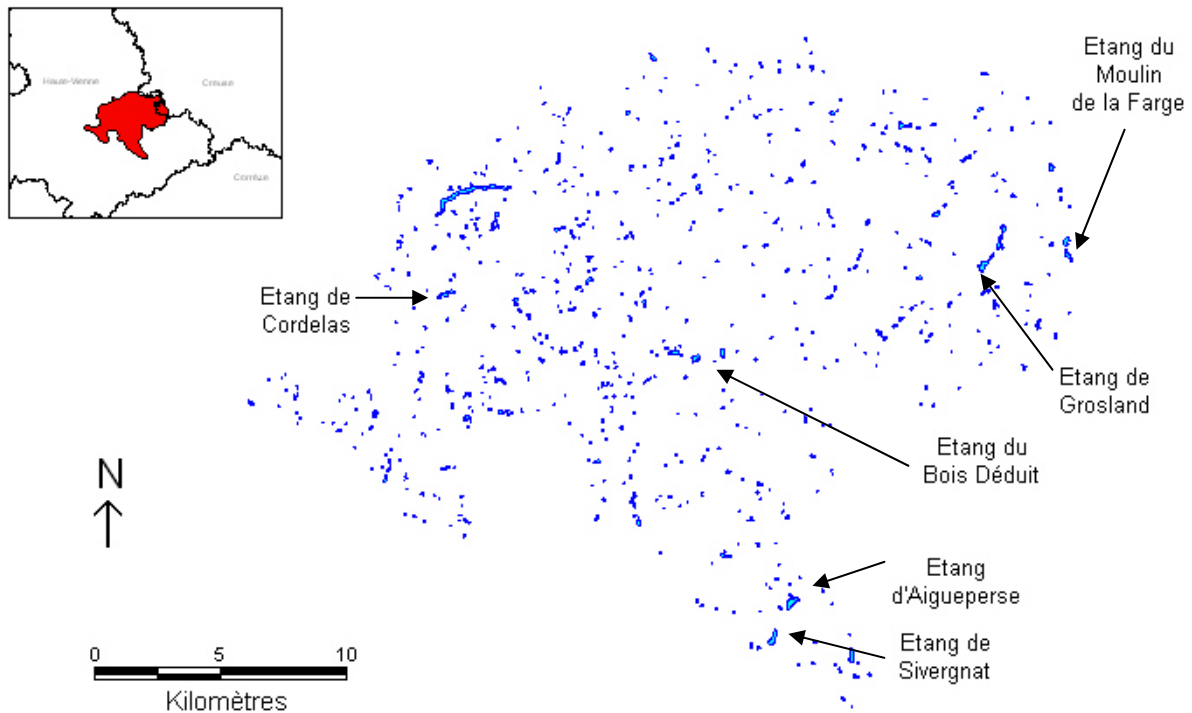 Haute-Vienne
Creuse
Corrèze
Etang du
Moulin
de la Farge
Etang de
Cordelas
Etang de
Grosland
Etang du
Bois Déduit
N
Etang
d'Aigueperse
Etang de
Sivergnat
0 5 10
Kilomètres